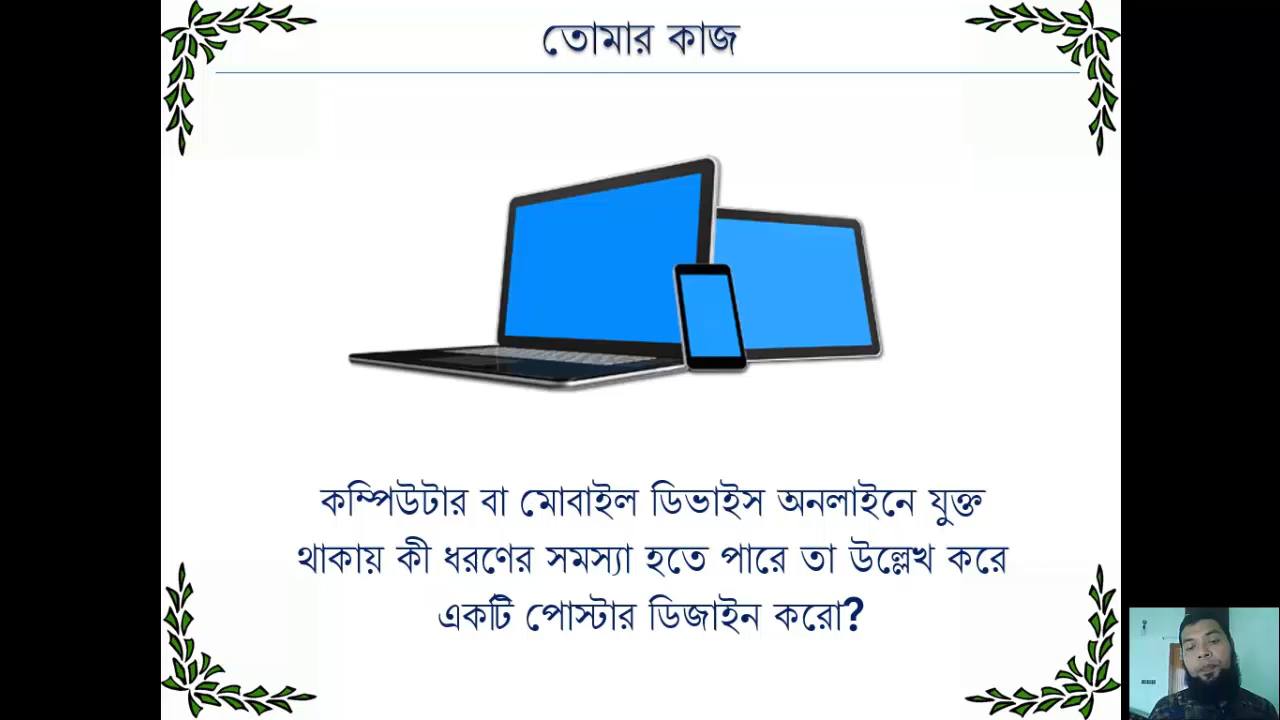 তোমার কাজ
কম্পিউটার বা মোবাইল ডিভাইস অনলাইনে যুক্ত
থাকায় কী ধরণের সমস্যা হতে পারে তা উল্লেখ করে
একটি পোস্টার ডিজাইন করো?